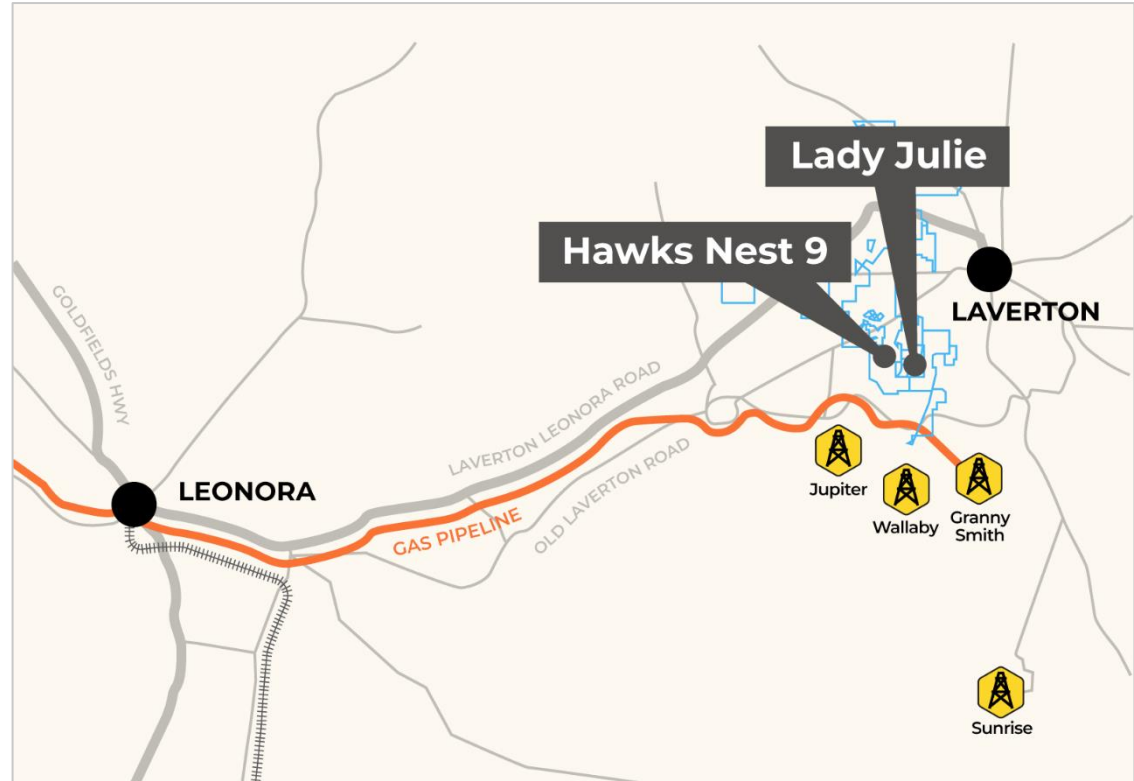 Lady Julie
Hawks Nest 9
LAVERTON
GOLDFIELDS HWY
LAVERTON LEONORA ROAD
LEONORA
GAS PIPELINE
OLD LAVERTON ROAD
Jupiter
Wallaby
Granny
Smith
Sunrise